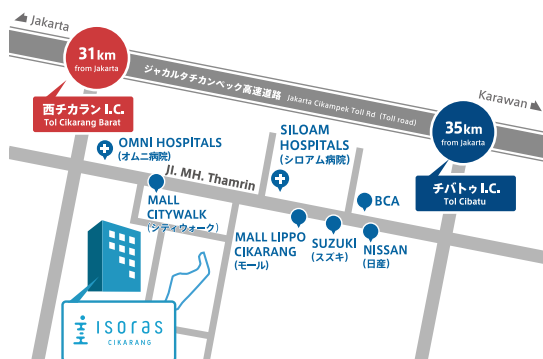 Jakarta
31km
from Jakarta
西チカラン I.C.
Tol Cikarang Barat
ジャカルタチカンペック高速道路 Jakarta Cikampek Toll Rd (Toll road)
Karawan
35km
from Jakarta
チバトゥ I.C.
Tol Cibatu
OMNI HOSPITALS
(オムニ病院)
SILOAM
HOSPITALS
(シロアム病院)
Jl. MH. Thamrin
MALL
CITYWALK
(シティウォーク)
BCA
MALL LIPPO
CIKARANG
(モール)
SUZUKI
(スズキ)
NISSAN
(日産)
isoras
CIKARANG